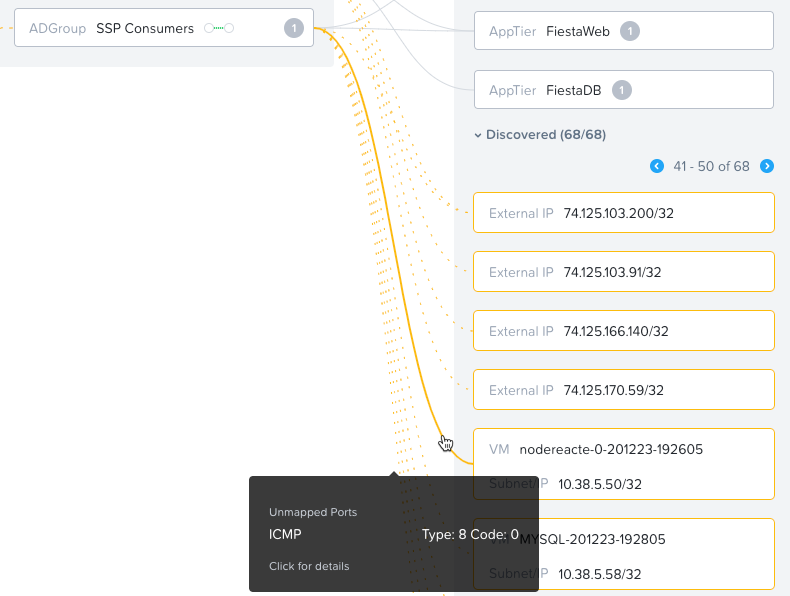 ADGroup SSP Consumers 1
AppTier FiestaWeb 1
AppTier FiestaDB 1
Discovered (68/68)
41 - 50 of 68
External IP 74.125.103.200/32
External IP 74.125.103.91/32
External IP 74.125.166.140/32
External IP 74.125.170.59/32
VM nodereacte-0-201223-192605
Subnet/IP 10.38.5.50/32
VM MYSQL-201223-192805
Subnet/IP 10.38.5.58/32
Unmapped Ports
ICMP Type: 8 Code: 0
Click for details